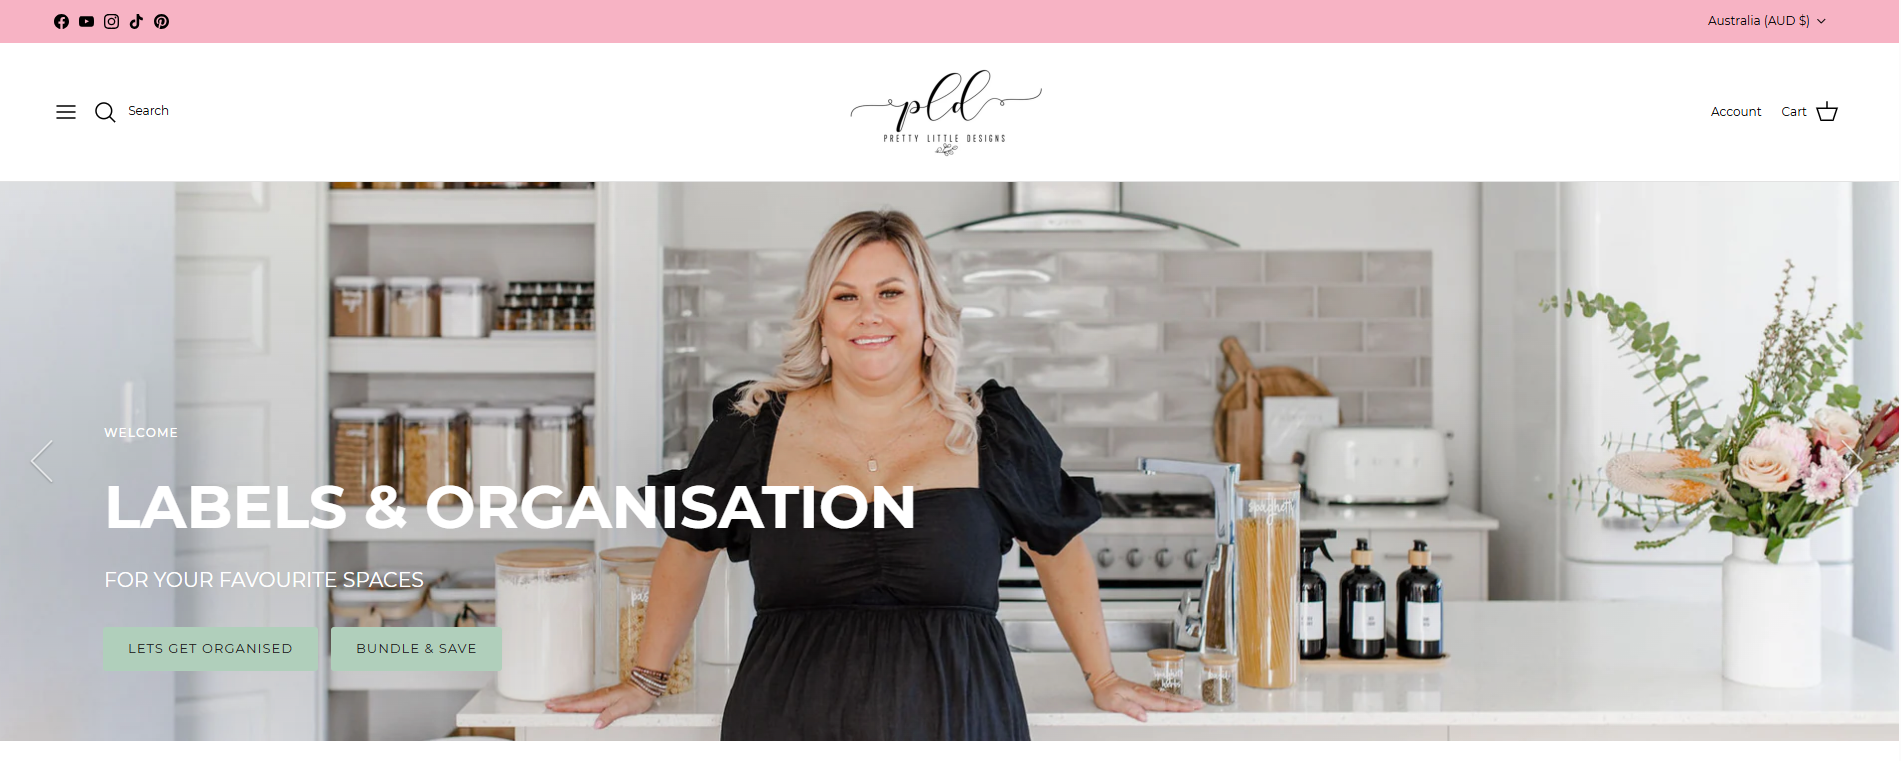 Australia (AUD $)
Search
pld
PRETTY LITTLE DESIGNS
Account
Cart
WELCOME
LABELS & ORGANISATION
FOR YOUR FAVOURITE SPACES
LETS GET ORGANISED
BUNDLE & SAVE
spaghetti